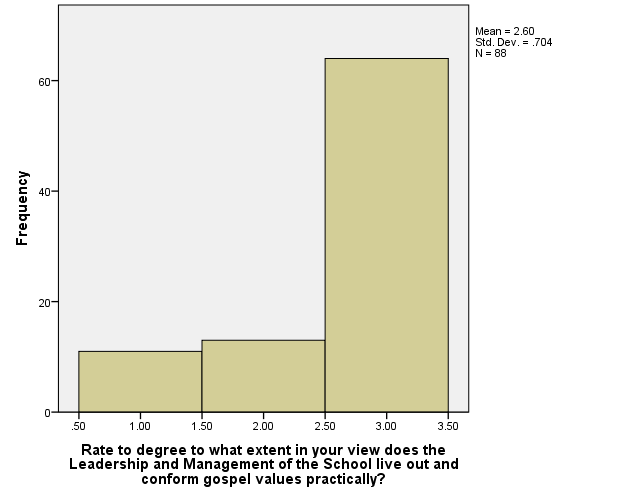 Mean = 2.60
Std. Dev. = .704
N = 88
60
40
20
0
Frequency
.50 1.00 1.50 2.00 2.50 3.00 3.50
Rate to degree to what extent in your view does the
Leadership and Management of the School live out and
conform gospel values practically?